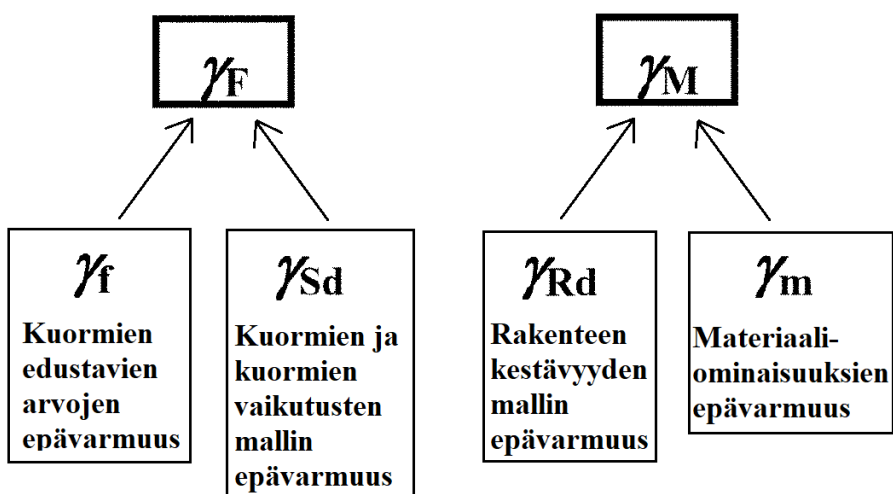 γF
γM
γf
Kuormien
edustavien
arvojen
epävarmuus
γSd
Kuormien ja
kuormien
vaikutusten
mallin
epävarmuus
γRd
Rakenteen
kestävyyden
mallin
epävarmuus
γm
Materiaali-
ominaisuuksien
epävarmuus